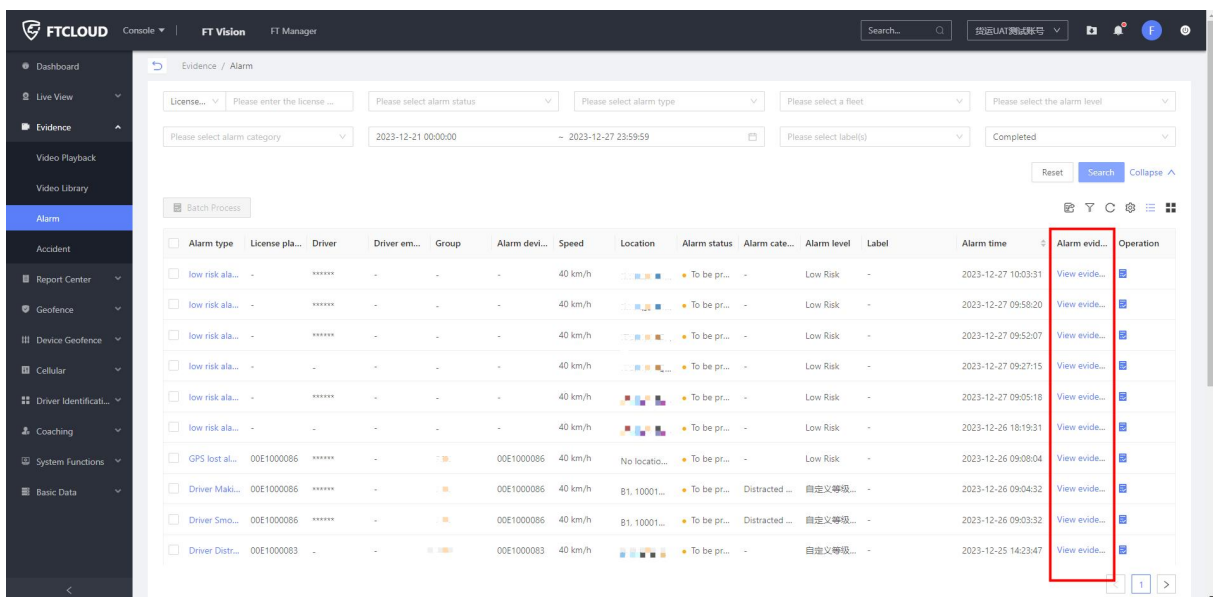 FTCLOUD Console FT Vision FT Manager Search... 货运UAT测试账号 F
Dashboard
Live View
Evidence
Video Playback
Video Library
Alarm
Accident
Report Center
Geofence
Device Geofence
Cellular
Driver Identificati...
Coaching
System Functions
Basic Data
Evidence / Alarm
License... Please enter the license ... Please select alarm status Please select alarm type Please select a fleet Please select the alarm level
Please select alarm category 2023-12-21 00:00:00 ~ 2023-12-27 23:59:59 Please select label(s) Completed
Reset Search Collapse
Batch Process
Alarm type License pla... Driver Driver em... Group Alarm devi... Speed Location Alarm status Alarm cate... Alarm level Label Alarm time Alarm evid... Operation
low risk ala... - ****** - - - 40 km/h To be pr... - Low Risk - 2023-12-27 10:03:31 View evide...
low risk ala... - ****** - - - 40 km/h To be pr... - Low Risk - 2023-12-27 09:58:20 View evide...
low risk ala... - ****** - - - 40 km/h To be pr... - Low Risk - 2023-12-27 09:52:07 View evide...
low risk ala... - - - - - 40 km/h To be pr... - Low Risk - 2023-12-27 09:27:15 View evide...
low risk ala... - ****** - - - 40 km/h To be pr... - Low Risk - 2023-12-27 09:05:18 View evide...
low risk ala... - - - - - 40 km/h To be pr... - Low Risk - 2023-12-26 18:19:31 View evide...
GPS lost al... 00E1000086 ****** - 00E1000086 40 km/h No locatio... To be pr... - Low Risk - 2023-12-26 09:08:04 View evide...
Driver Maki... 00E1000086 ****** - 00E1000086 40 km/h B1, 10001... To be pr... Distracted ... 自定义等级... - 2023-12-26 09:04:32 View evide...
Driver Smo... 00E1000086 ****** - 00E1000086 40 km/h B1, 10001... To be pr... Distracted ... 自定义等级... - 2023-12-26 09:03:32 View evide...
Driver Distr... 00E1000083 - - 00E1000083 40 km/h To be pr... - 自定义等级... - 2023-12-25 14:23:47 View evide...
< 1 >